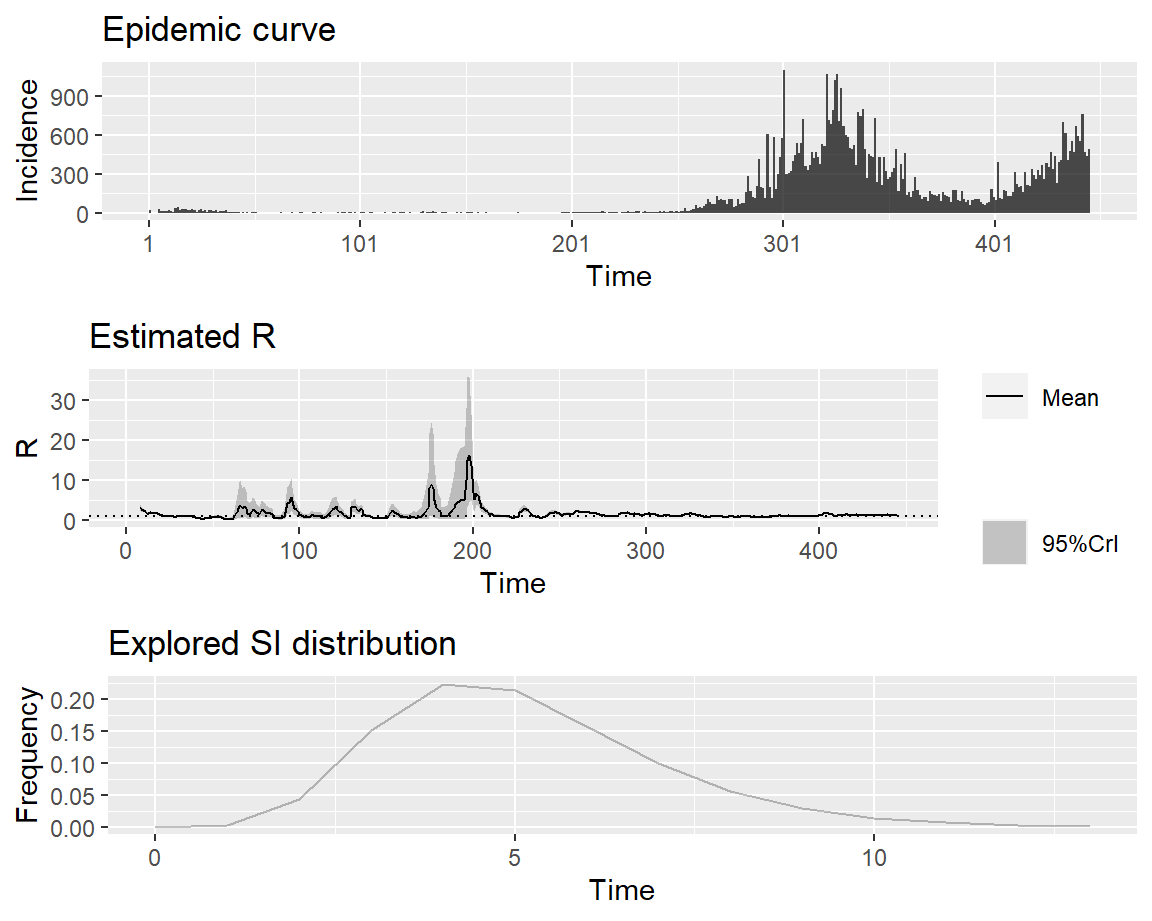 Epidemic curve
Incidence
900
600
300
0
1 101 201 301 401
Time
Estimated R
R
30
20
10
0
0 100 200 300 400
Time
Mean
95%CrI
Explored SI distribution
Frequency
0.20
0.15
0.10
0.05
0.00
0 5 10
Time